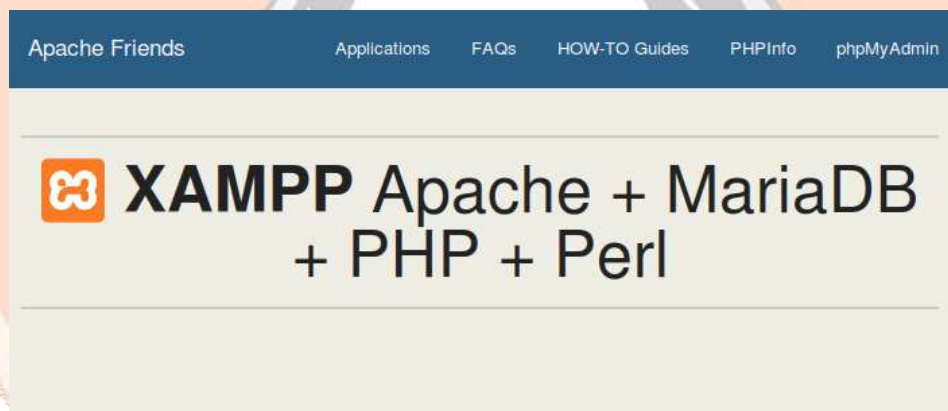 Apache Friends Applications FAQs HOW-TO Guides PHPInfo phpMyAdmin
XAMPP Apache + MariaDB
+ PHP + Perl